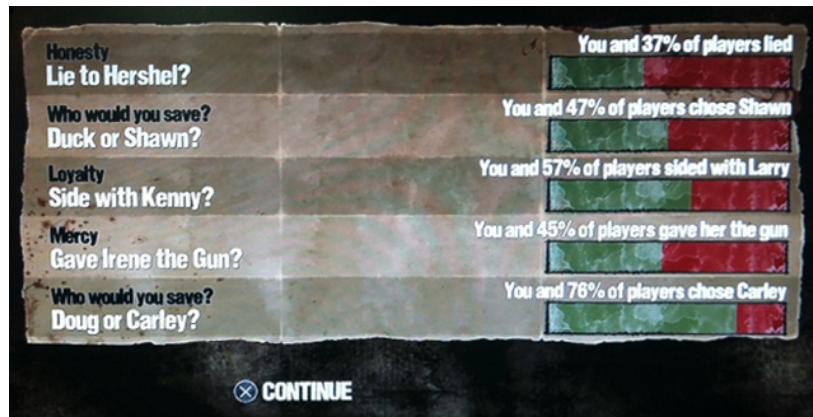 Honesty
Lie to Hershel?
You and 37% of players lied
Who would you save?
Duck or Shawn?
You and 47% of players chose Shawn
Loyalty
Side with Kenny?
You and 57% of players sided with Larry
Mercy
Gave Irene the Gun?
You and 45% of players gave her the gun
Who would you save?
Doug or Carley?
You and 76% of players chose Carley
CONTINUE